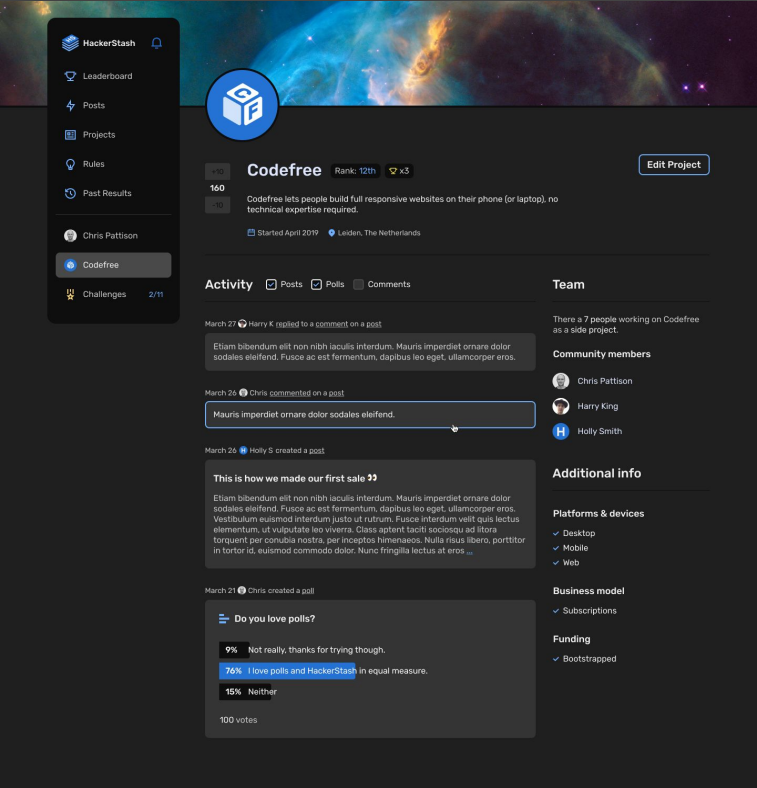 HackerStash
Leaderboard
Posts
Projects
Rules
Past Results
Chris Pattison
Codefree
Challenges 2/11
CF
+10
160
-10
Codefree Rank: 12th x3
Edit Project
Codefree lets people build full responsive websites on their phone (or laptop), no
technical expertise required.
Started April 2019 Leiden, The Netherlands
Activity Posts Polls Comments
March 27 Harry K replied to a comment on a post
Etiam bibendum elit non nibh iaculis interdum. Mauris imperdiet ornare dolor
sodales eleifend. Fusce ac est fermentum, dapibus leo eget, ullamcorper eros.
March 26 Chris commented on a post
Mauris imperdiet ornare dolor sodales eleifend.
March 26 H Holly S created a post
This is how we made our first sale 👀
Etiam bibendum elit non nibh iaculis interdum. Mauris imperdiet ornare dolor
sodales eleifend. Fusce ac est fermentum, dapibus leo eget, ullamcorper eros.
Vestibulum euismod interdum justo ut rutrum. Fusce interdum velit quis lectus
elementum, ut vulputate leo viverra. Class aptent taciti sociosqu ad litora
torquent per conubia nostra, per inceptos himenaeos. Nulla risus libero, porttitor
in tortor id, euismod commodo dolor. Nunc fringilla lectus at eros ...
March 21 Chris created a poll
Do you love polls?
9% Not really, thanks for trying though.
76% I love polls and HackerStash in equal measure.
15% Neither
100 votes
Team
There a 7 people working on Codefree
as a side project.
Community members
Chris Pattison
Harry King
H Holly Smith
Additional info
Platforms & devices
Desktop
Mobile
Web
Business model
Subscriptions
Funding
Bootstrapped